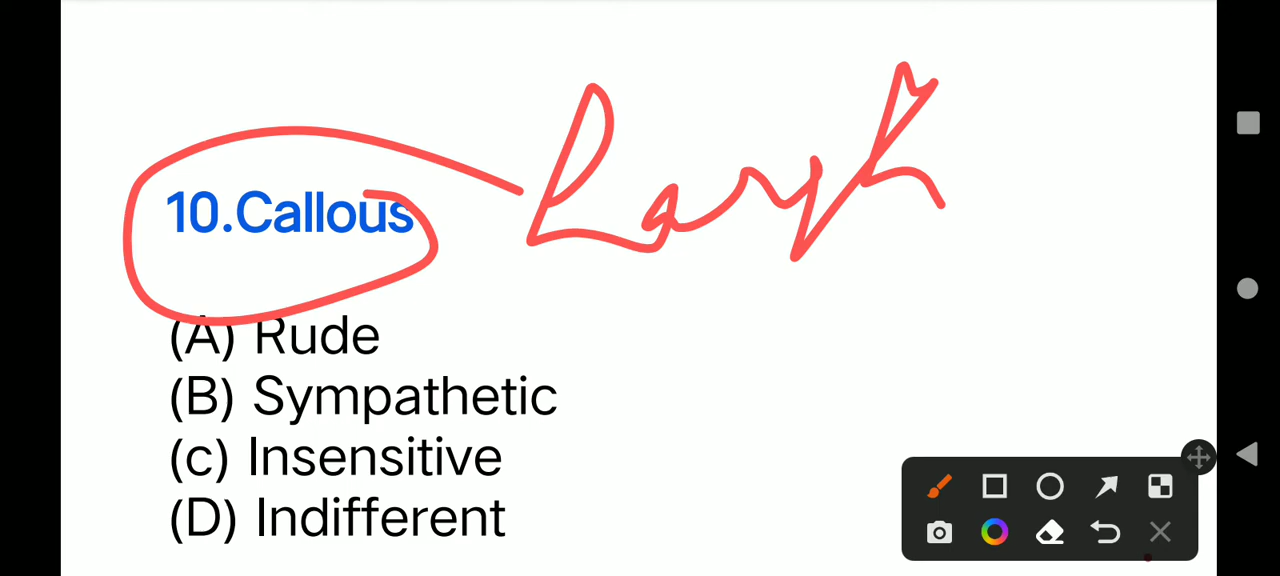 10.Callous
(A) Rude
(B) Sympathetic
(c) Insensitive
(D) Indifferent